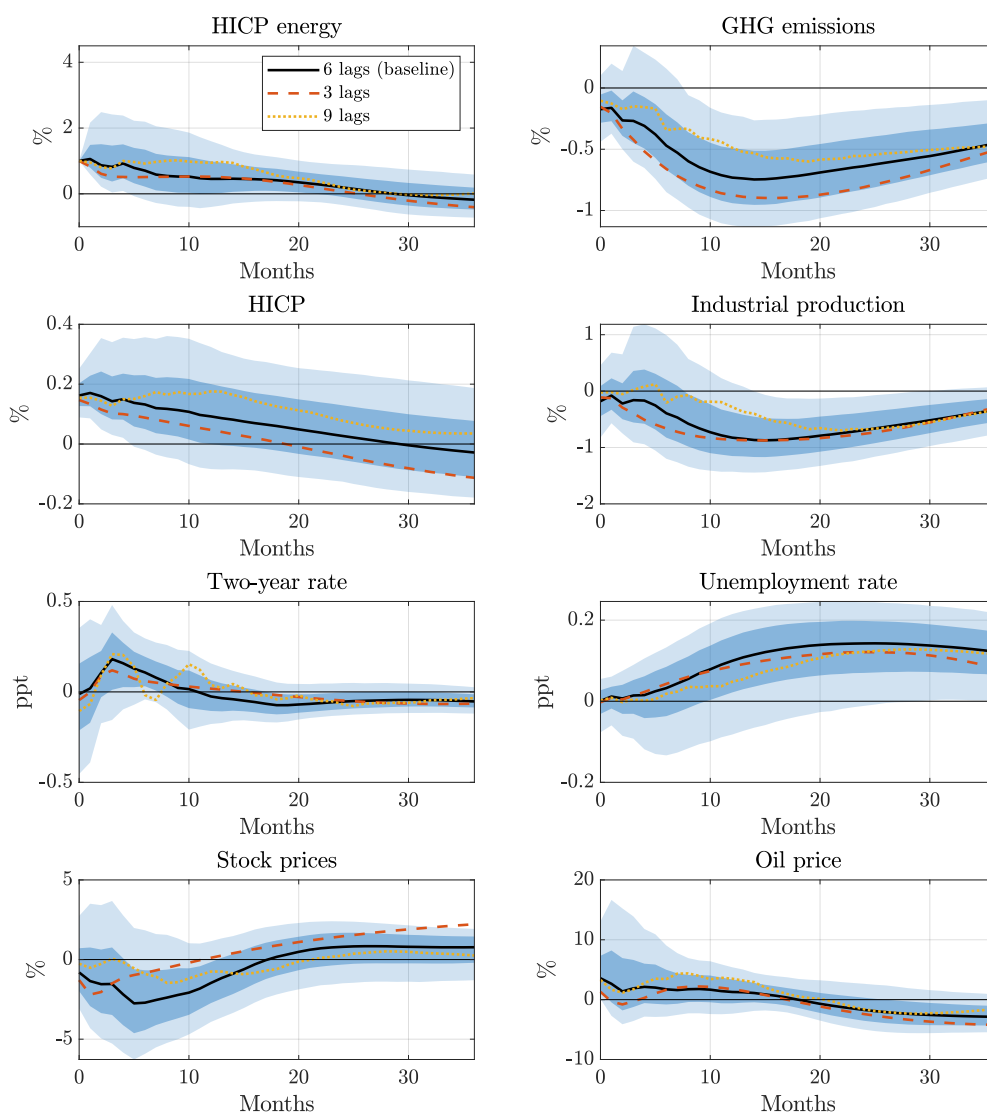 HICP energy
4
2
0
%
0 10 20 30
Months
6 lags (baseline)
3 lags
9 lags
GHG emissions
0
-0.5
-1
%
0 10 20 30
Months
HICP
0.4
0.2
0
-0.2
%
0 10 20 30
Months
Industrial production
1
0
-1
-2
%
0 10 20 30
Months
Two-year rate
0.5
0
-0.5
ppt
0 10 20 30
Months
Unemployment rate
0.2
0
-0.2
ppt
0 10 20 30
Months
Stock prices
5
0
-5
%
0 10 20 30
Months
Oil price
20
10
0
-10
%
0 10 20 30
Months